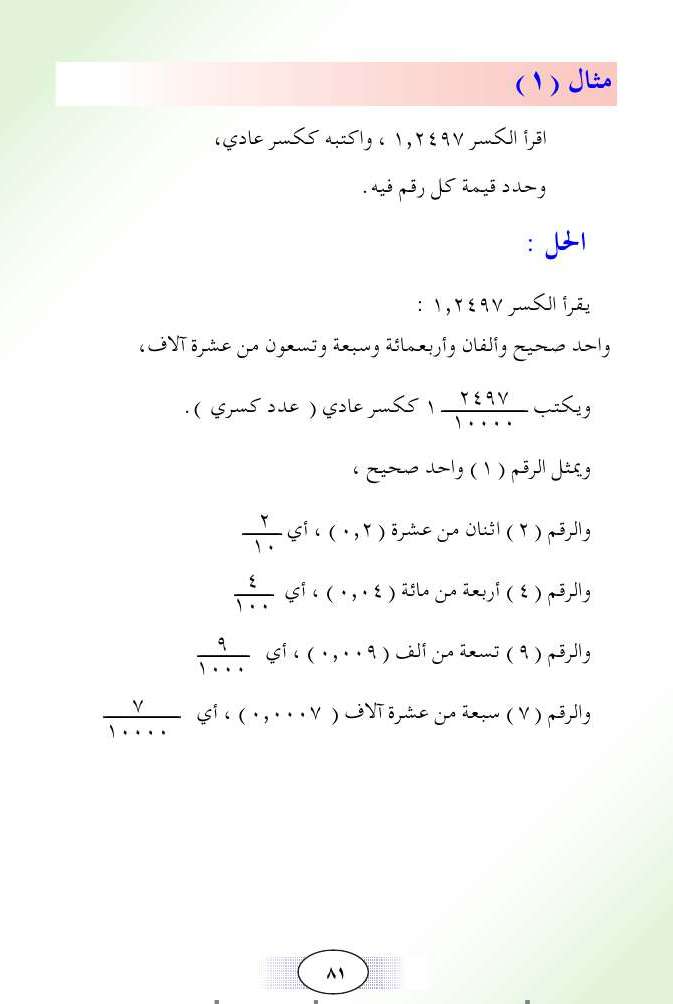 مثال ( ١ )
اقرأ الكسر ١,٢٤٩٧ ، واكتبه ككسر عادي،
وحدد قيمة كل رقم فيه .
الحل :
يقرأ الكسر ١,٢٤٩٧ :
واحد صحيح وألفان وأربعمائة وسبعة وتسعون من عشرة آلاف،
ويكتب ٢٤٩٧/١٠٠٠٠ ١ ككسر عادي ( عدد كسري ) .
ويمثل الرقم ( ١ ) واحد صحيح ،
والرقم ( ٢ ) اثنان من عشرة ( ٠,٢ ) ، أي ٢/١٠
والرقم ( ٤ ) أربعة من مائة ( ٠,٠٤ ) ، أي ٤/١٠٠
والرقم ( ٩ ) تسعة من ألف ( ٠,٠٠٩ ) ، أي ٩/١٠٠٠
والرقم ( ٧ ) سبعة من عشرة آلاف ( ٠,٠٠٠٧ ) ، أي ٧/١٠٠٠٠
٨١